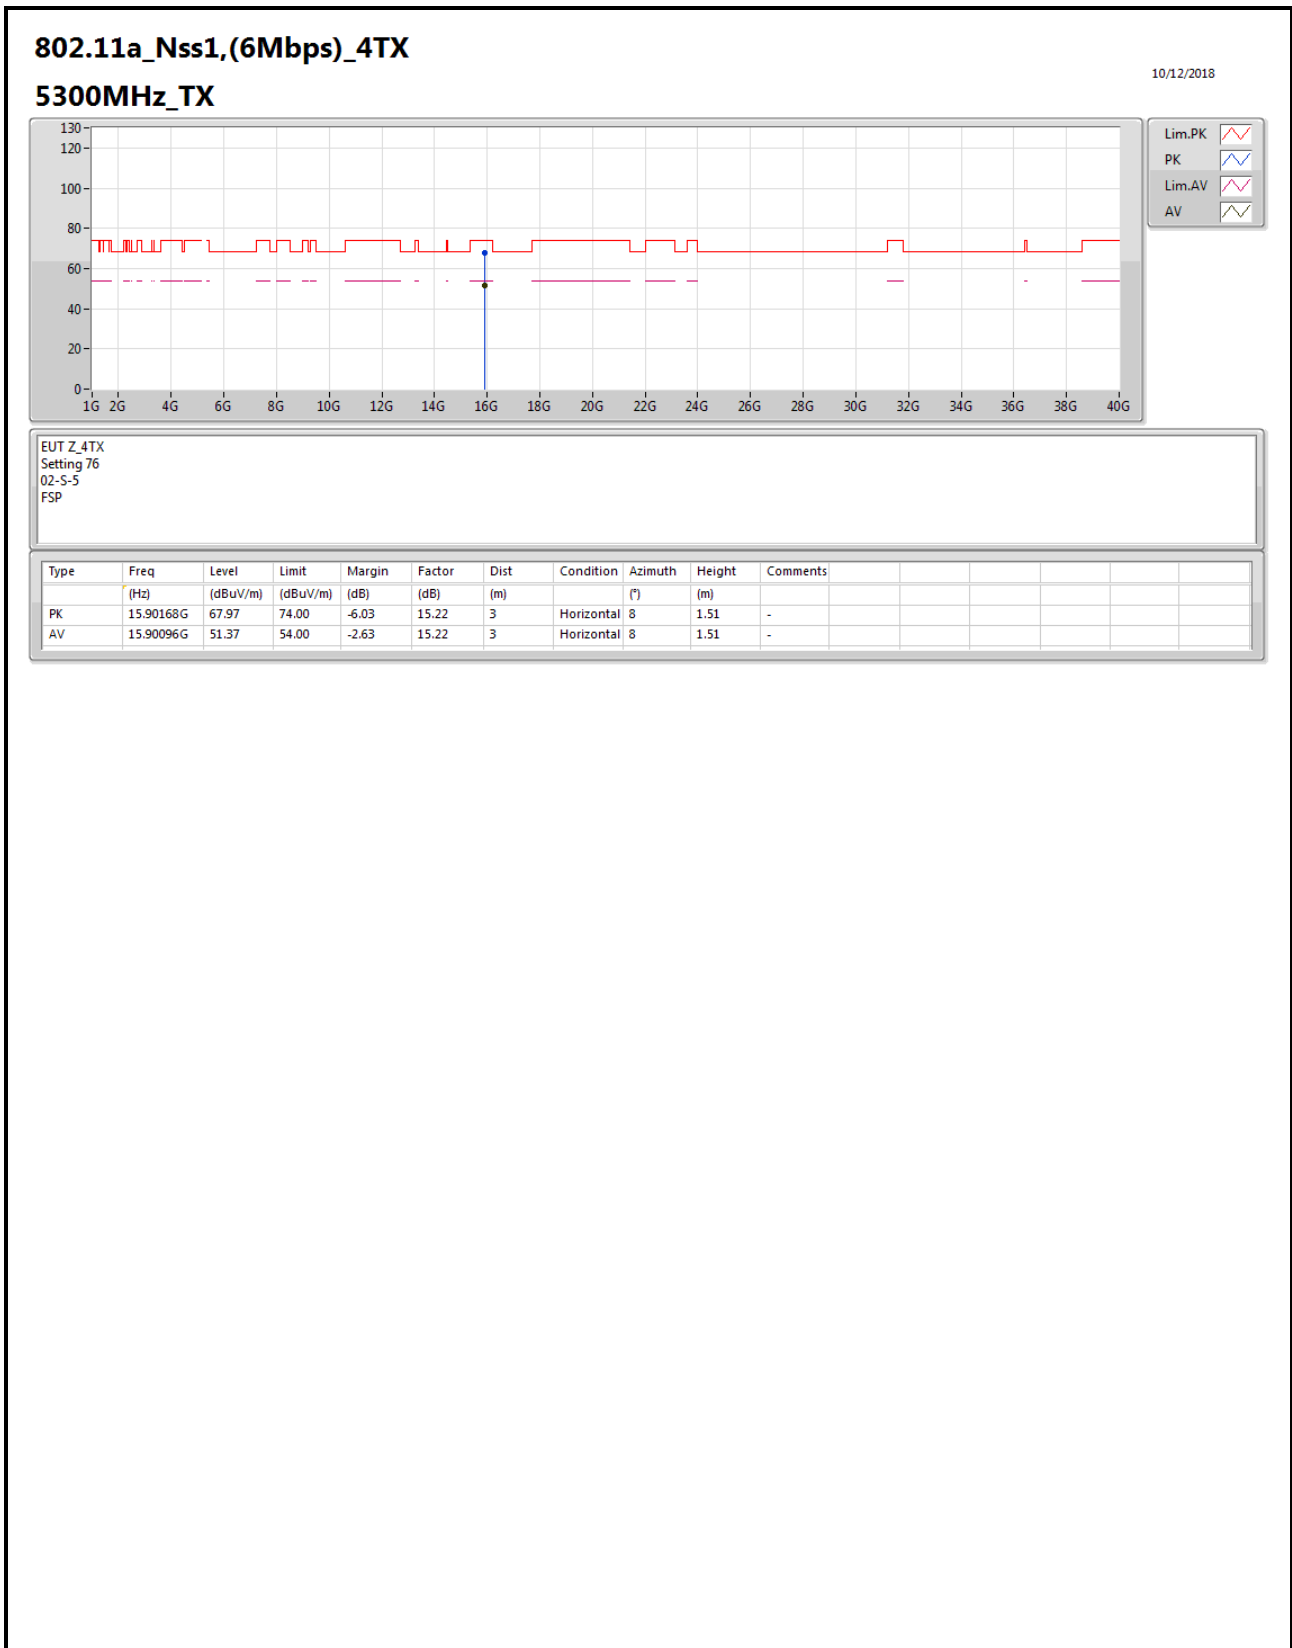 802.11a_Nss1,(6Mbps)_4TX
10/12/2018
5300MHz_TX
130
120
100
80
60
40
20
0
1G 2G 4G 6G 8G 10G 12G 14G 16G 18G 20G 22G 24G 26G 28G 30G 32G 34G 36G 38G 40G
Lim.PK
PK
Lim.AV
AV
EUT Z_4TX
Setting 76
02-S-5
FSP
Type Freq Level Limit Margin Factor Dist Condition Azimuth Height Comments
(Hz) (dBuV/m) (dBuV/m) (dB) (dB) (m) (°) (m)
PK 15.90168G 67.97 74.00 -6.03 15.22 3 Horizontal 8 1.51 -
AV 15.90096G 51.37 54.00 -2.63 15.22 3 Horizontal 8 1.51 -